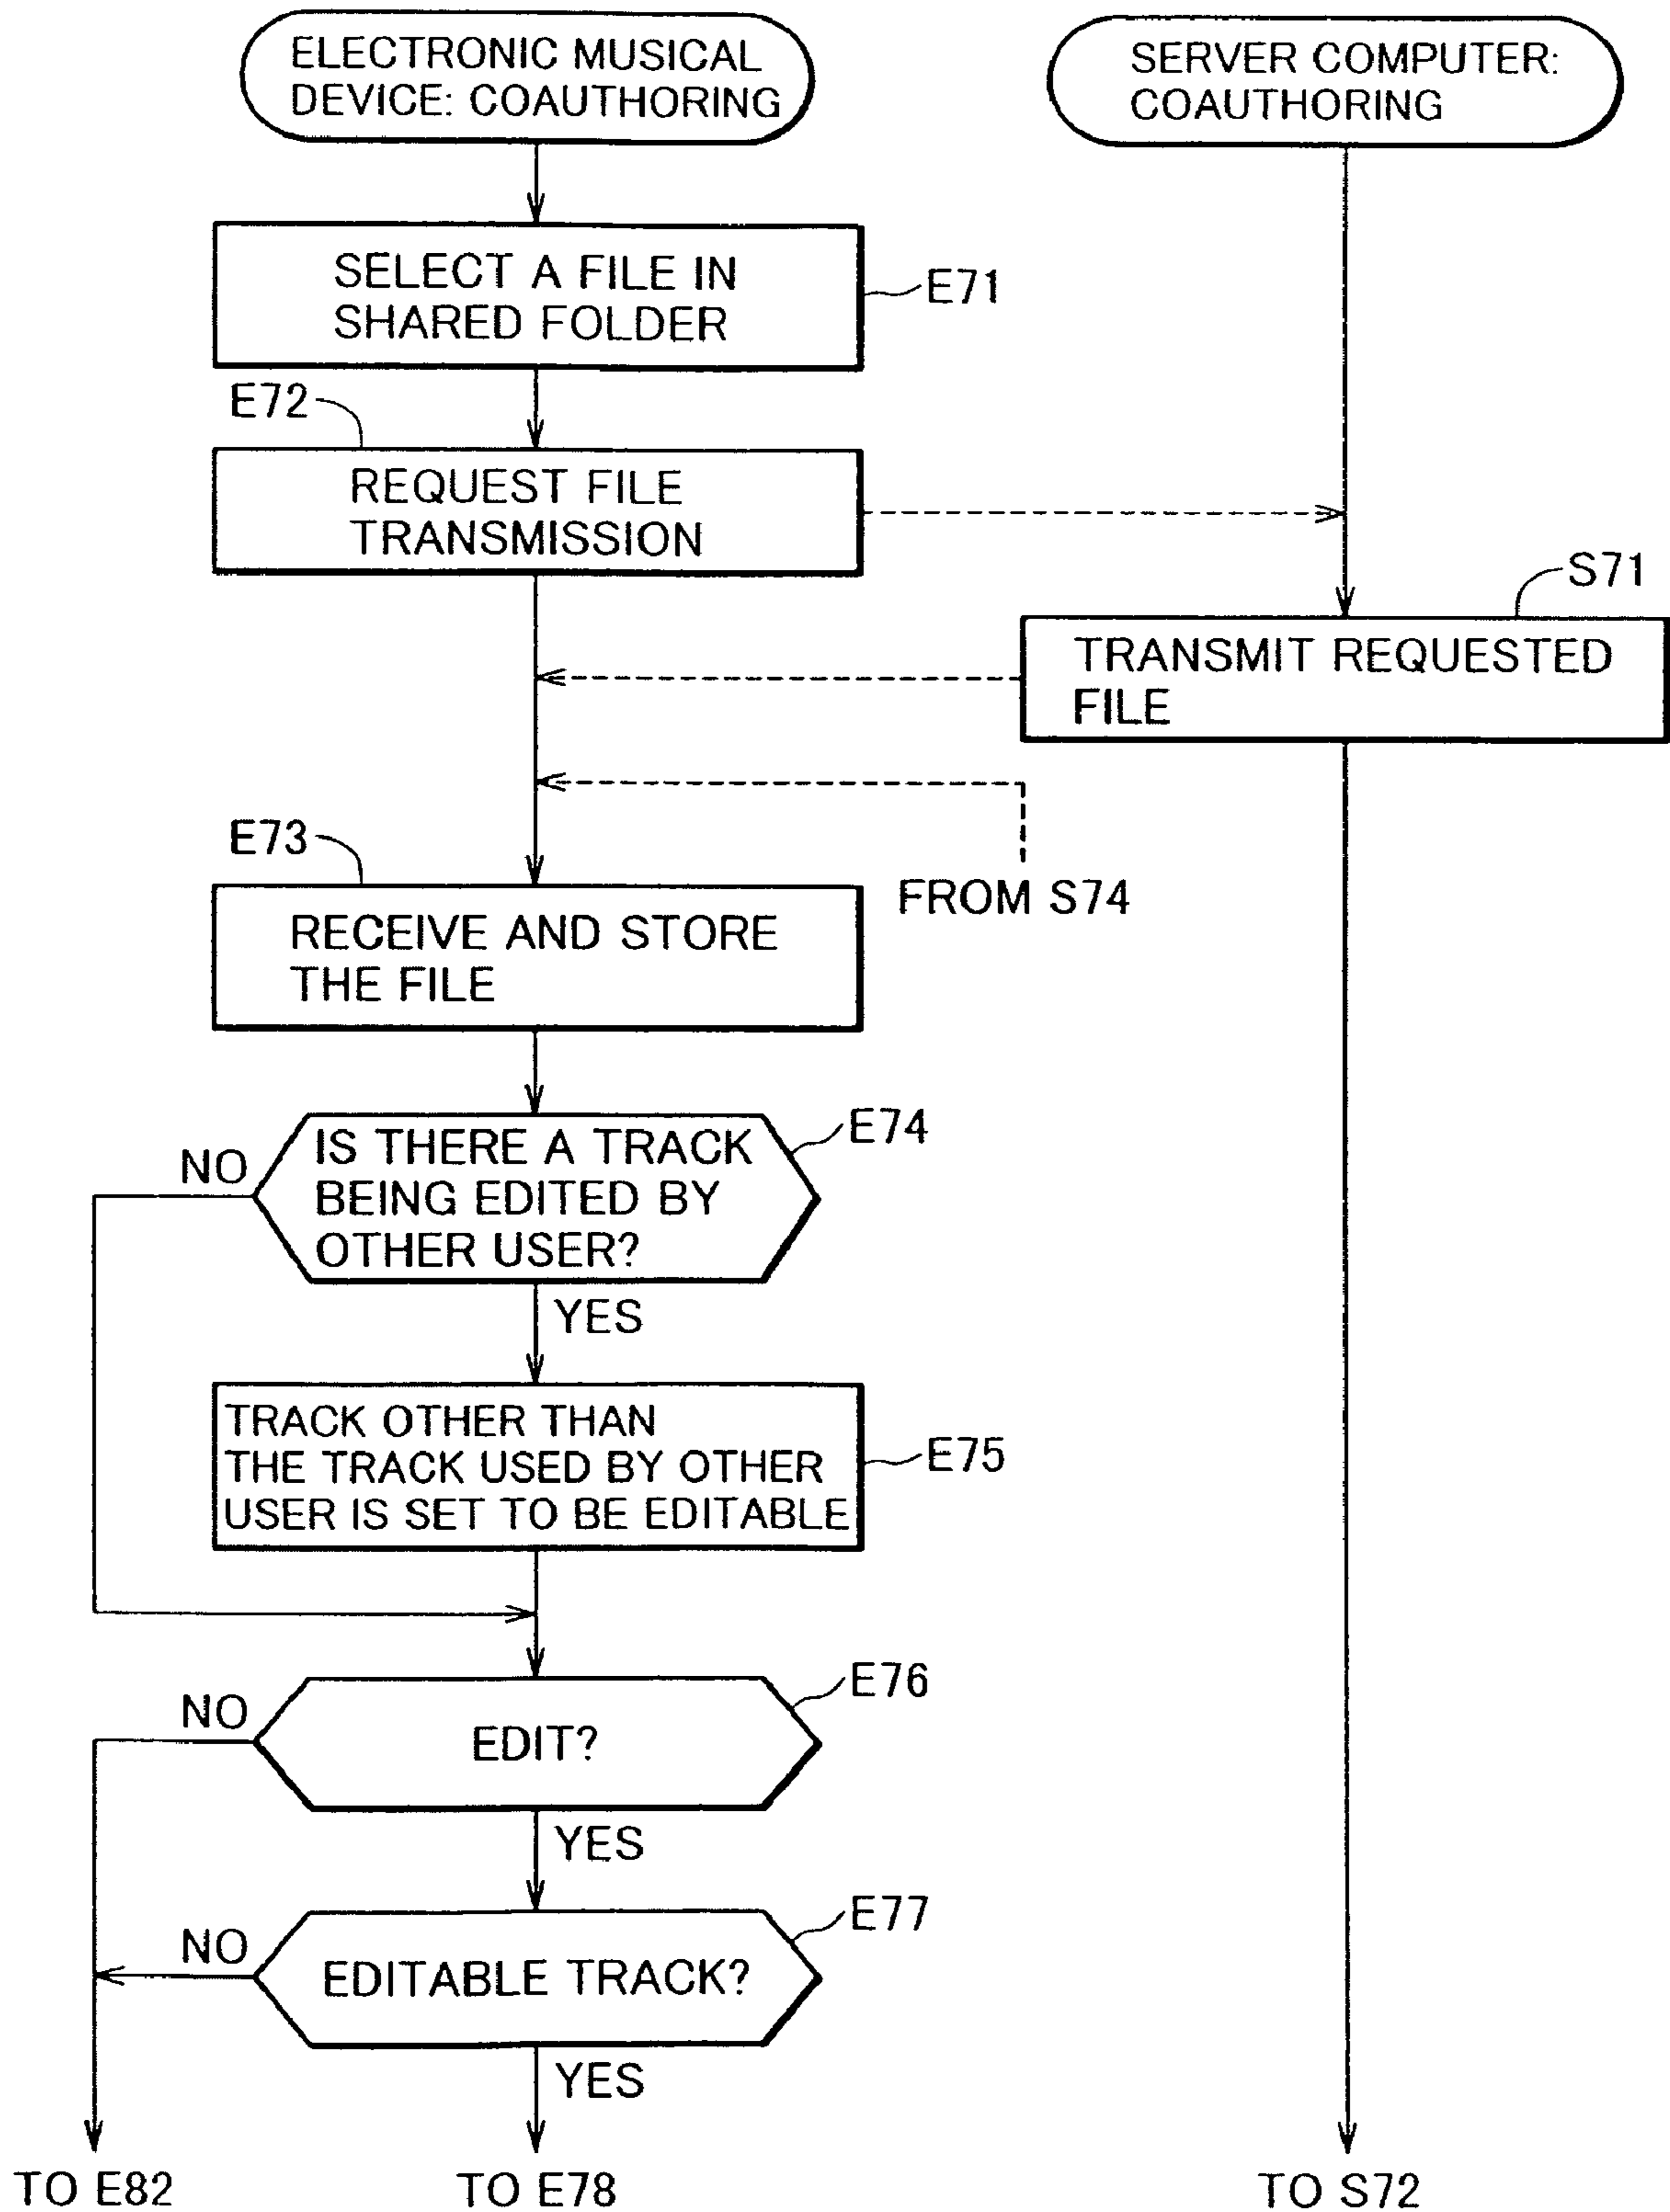 ELECTRONIC MUSICAL
DEVICE: COAUTHORING
SERVER COMPUTER:
COAUTHORING
SELECT A FILE IN
SHARED FOLDER
E71
E72
REQUEST FILE
TRANSMISSION
S71
TRANSMIT REQUESTED
FILE
FROM S74
E73
RECEIVE AND STORE
THE FILE
E74
IS THERE A TRACK
BEING EDITED BY
OTHER USER?
NO
YES
TRACK OTHER THAN
THE TRACK USED BY OTHER
USER IS SET TO BE EDITABLE
E75
E76
NO
EDIT?
YES
E77
NO
EDITABLE TRACK?
YES
TO E82
TO E78
TO S72